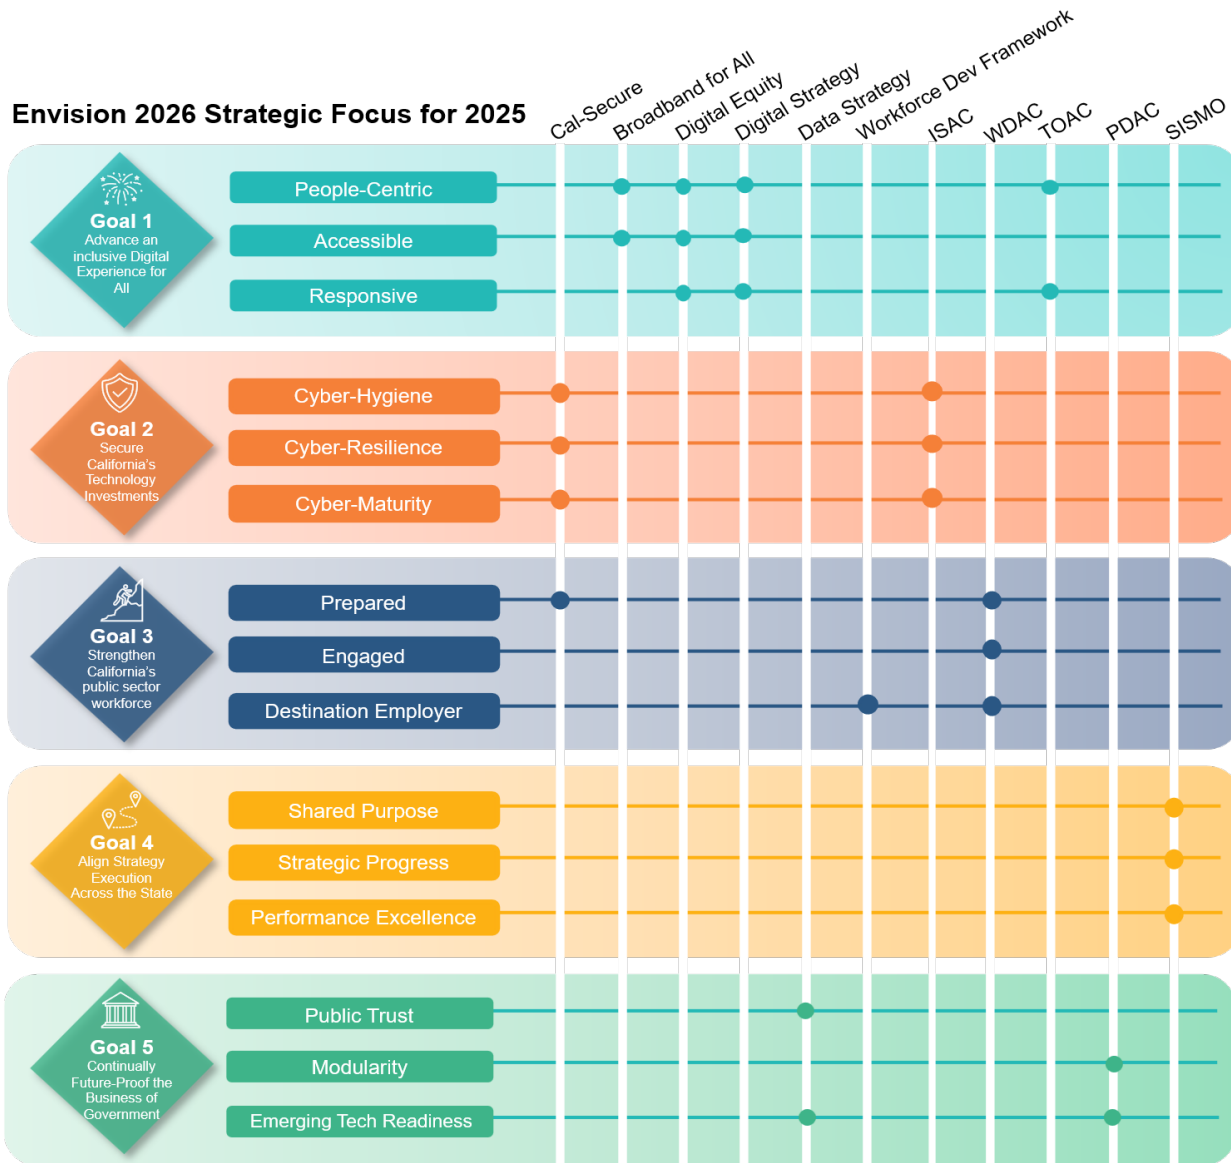 Envision 2026 Strategic Focus for 2025
Cal-Secure
Broadband for All
Digital Equity
Digital Strategy
Data Strategy
Workforce Dev Framework
ISAC
WDAC
TOAC
PDAC
SISMO
Goal 1
Advance an
inclusive Digital
Experience for
All
People-Centric
Accessible
Responsive
Goal 2
Secure
California's
Technology
Investments
Cyber-Hygiene
Cyber-Resilience
Cyber-Maturity
Goal 3
Strengthen
California's
public sector
workforce
Prepared
Engaged
Destination Employer
Goal 4
Align Strategy
Execution
Across the State
Shared Purpose
Strategic Progress
Performance Excellence
Goal 5
Continually
Future-Proof the
Business of
Government
Public Trust
Modularity
Emerging Tech Readiness